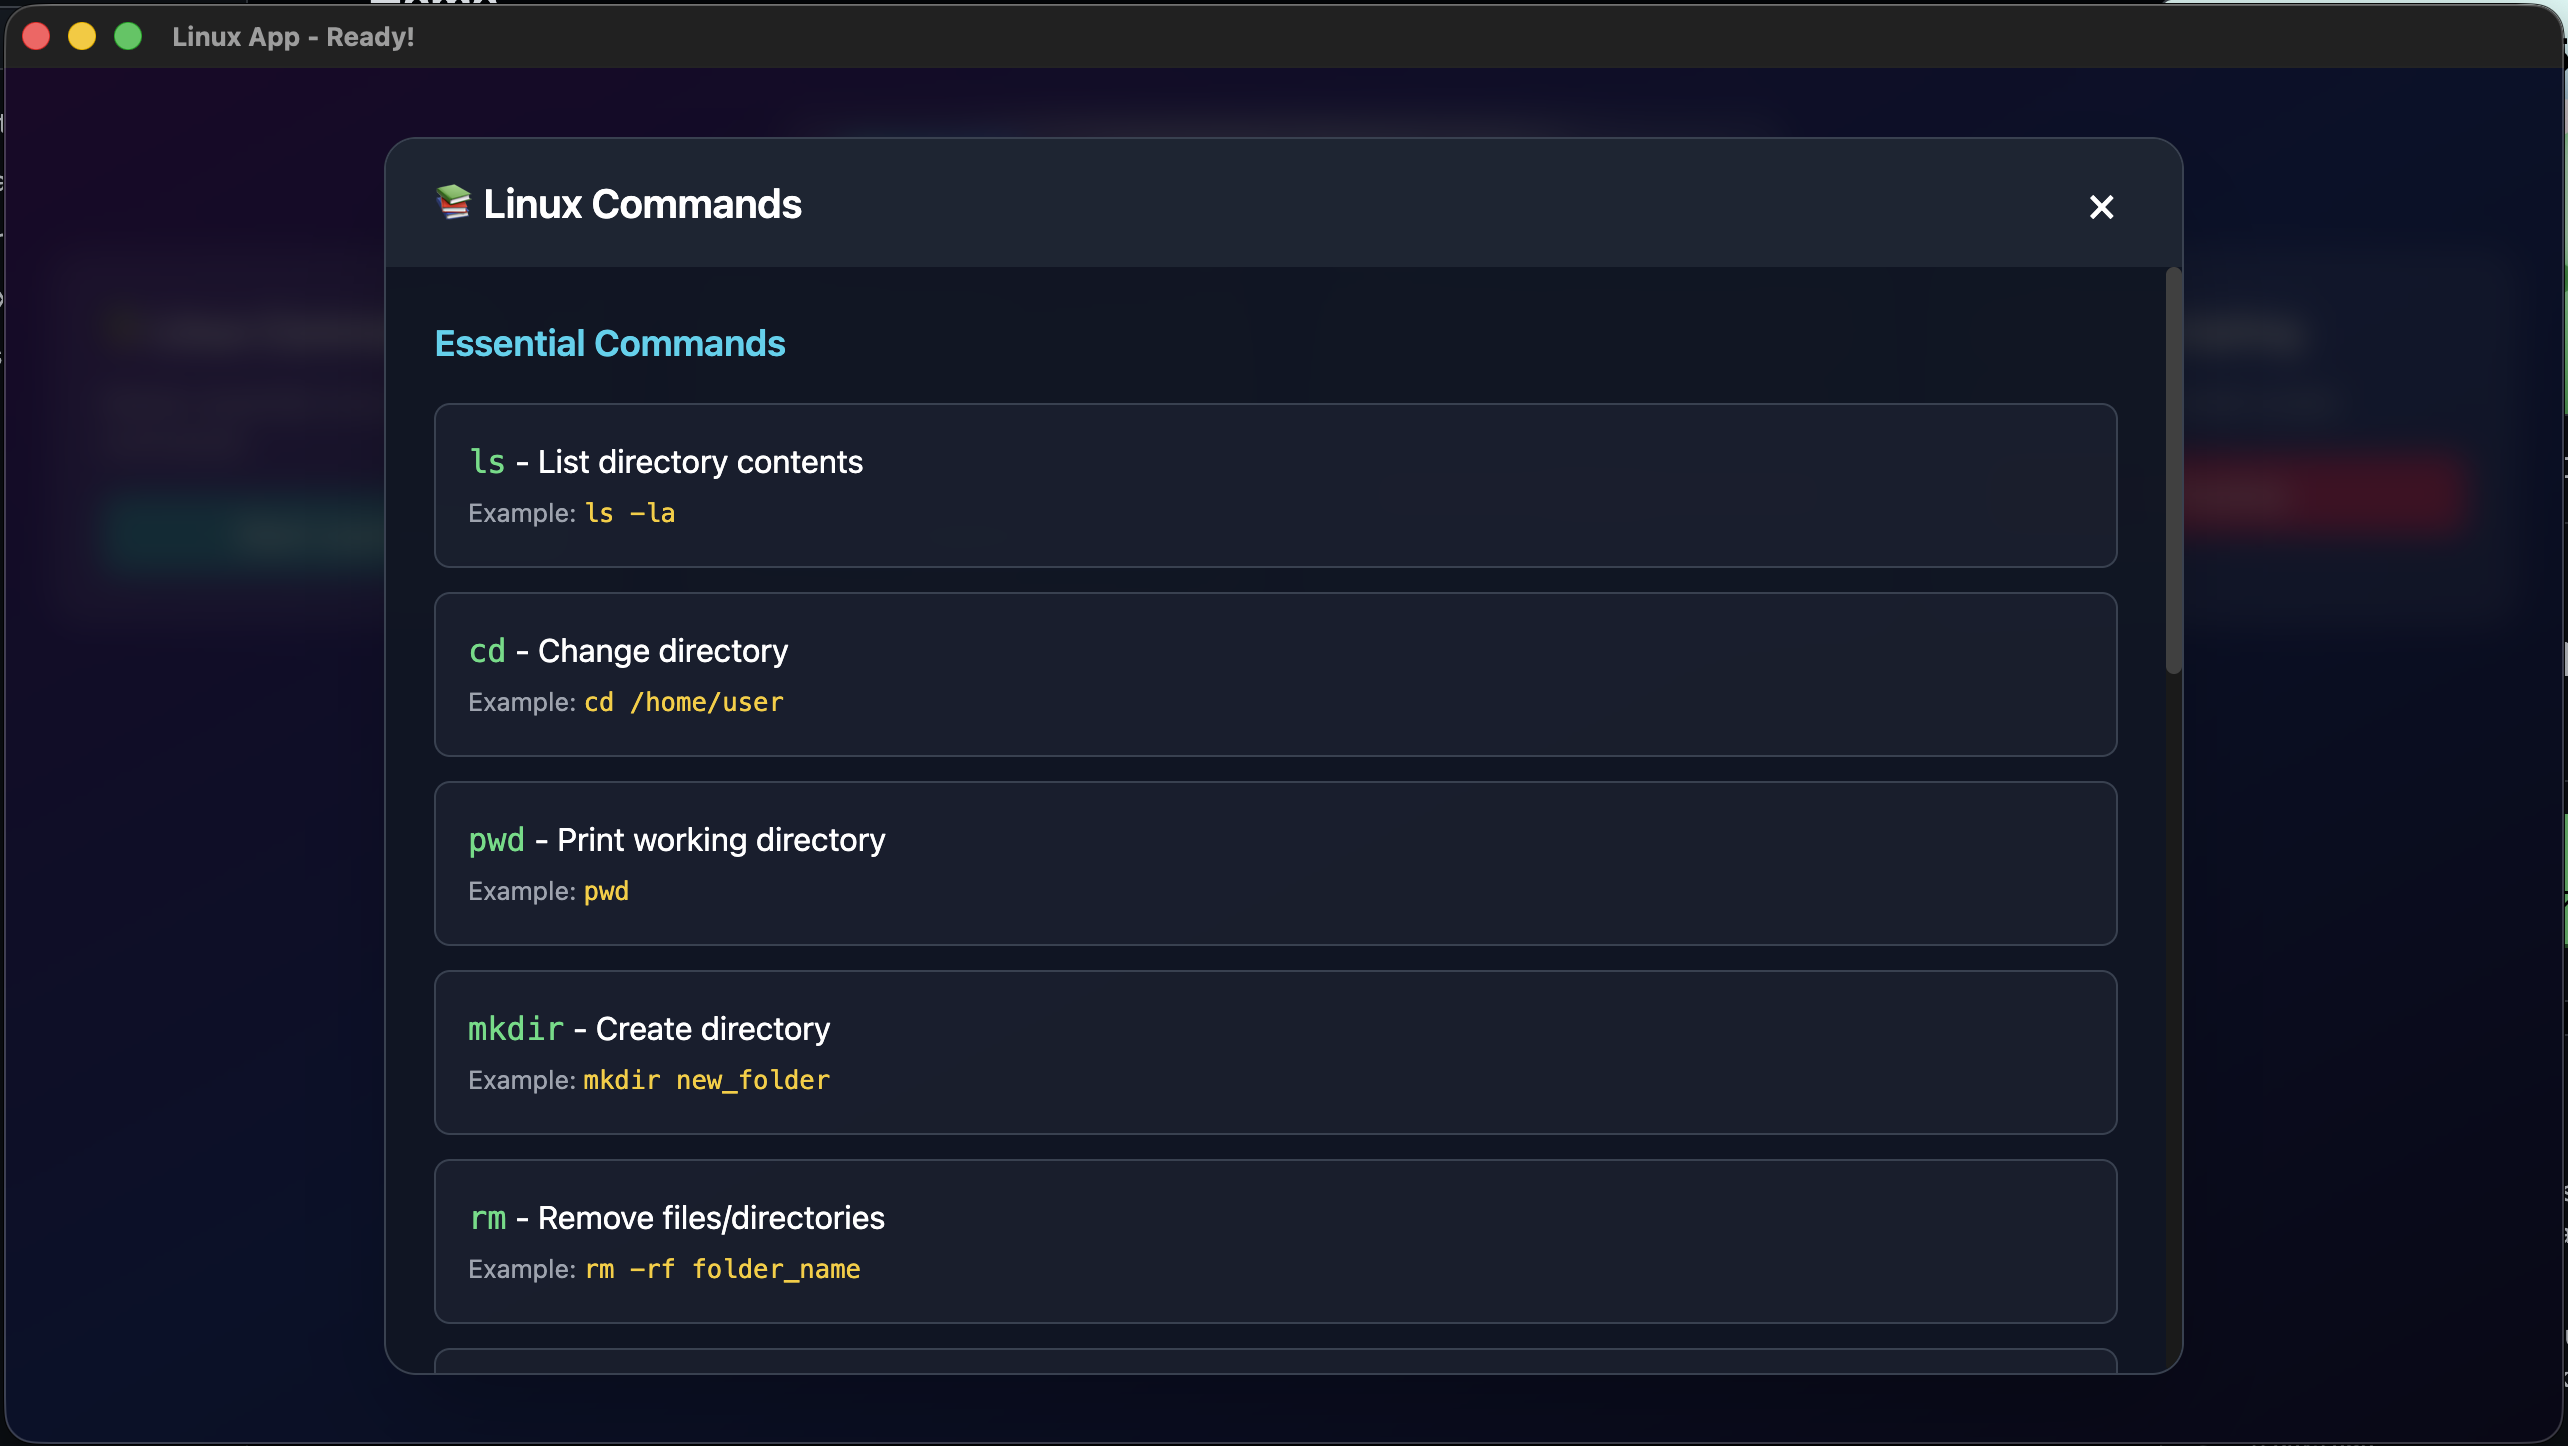 Linux App - Ready!
📚 Linux Commands
×
Essential Commands
ls - List directory contents
Example: ls -la
cd - Change directory
Example: cd /home/user
pwd - Print working directory
Example: pwd
mkdir - Create directory
Example: mkdir new_folder
rm - Remove files/directories
Example: rm -rf folder_name